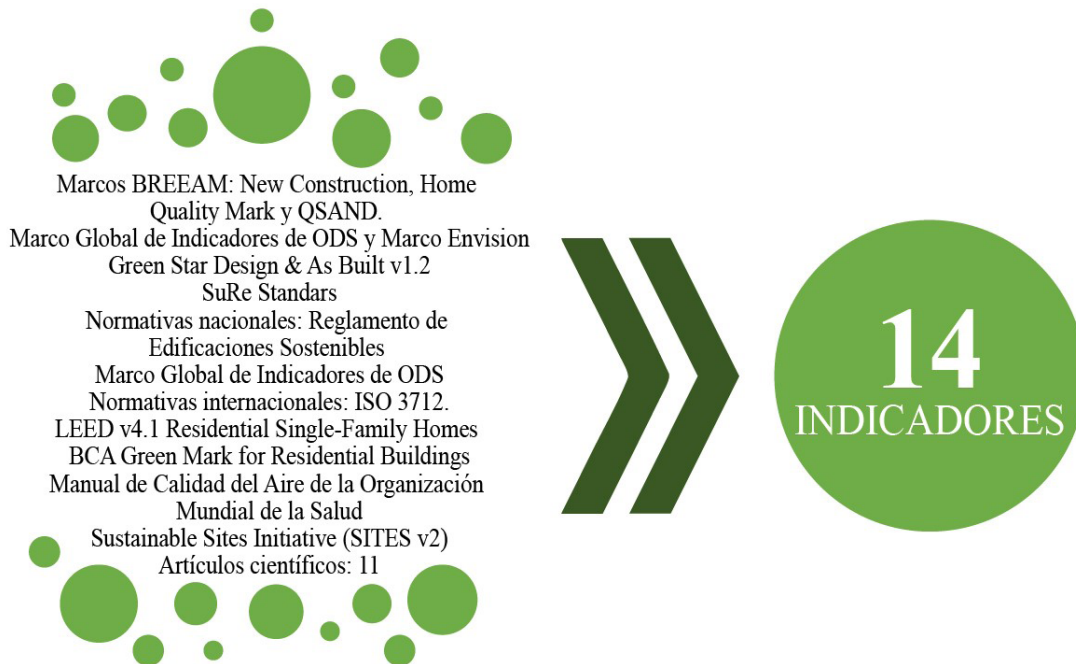 Marcos BREEAM: New Construction, Home
Quality Mark y QSAND.
Marco Global de Indicadores de ODS y Marco Envision
Green Star Design & As Built v1.2
SuRe Standars
Normativas nacionales: Reglamento de
Edificaciones Sostenibles
Marco Global de Indicadores de ODS
Normativas internacionales: ISO 3712.
LEED v4.1 Residential Single-Family Homes
BCA Green Mark for Residential Buildings
Manual de Calidad del Aire de la Organización
Mundial de la Salud
Sustainable Sites Initiative (SITES v2)
Artículos científicos: 11
14
INDICADORES